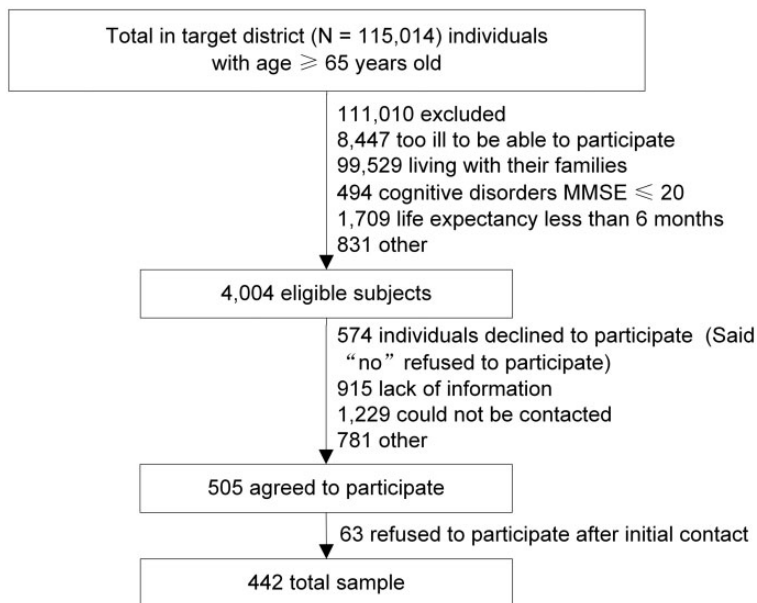 Total in target district (N = 115,014) individuals
with age ≥ 65 years old
111,010 excluded
8,447 too ill to be able to participate
99,529 living with their families
494 cognitive disorders MMSE ≤ 20
1,709 life expectancy less than 6 months
831 other
4,004 eligible subjects
574 individuals declined to participate (Said
“no” refused to participate)
915 lack of information
1,229 could not be contacted
781 other
505 agreed to participate
63 refused to participate after initial contact
442 total sample